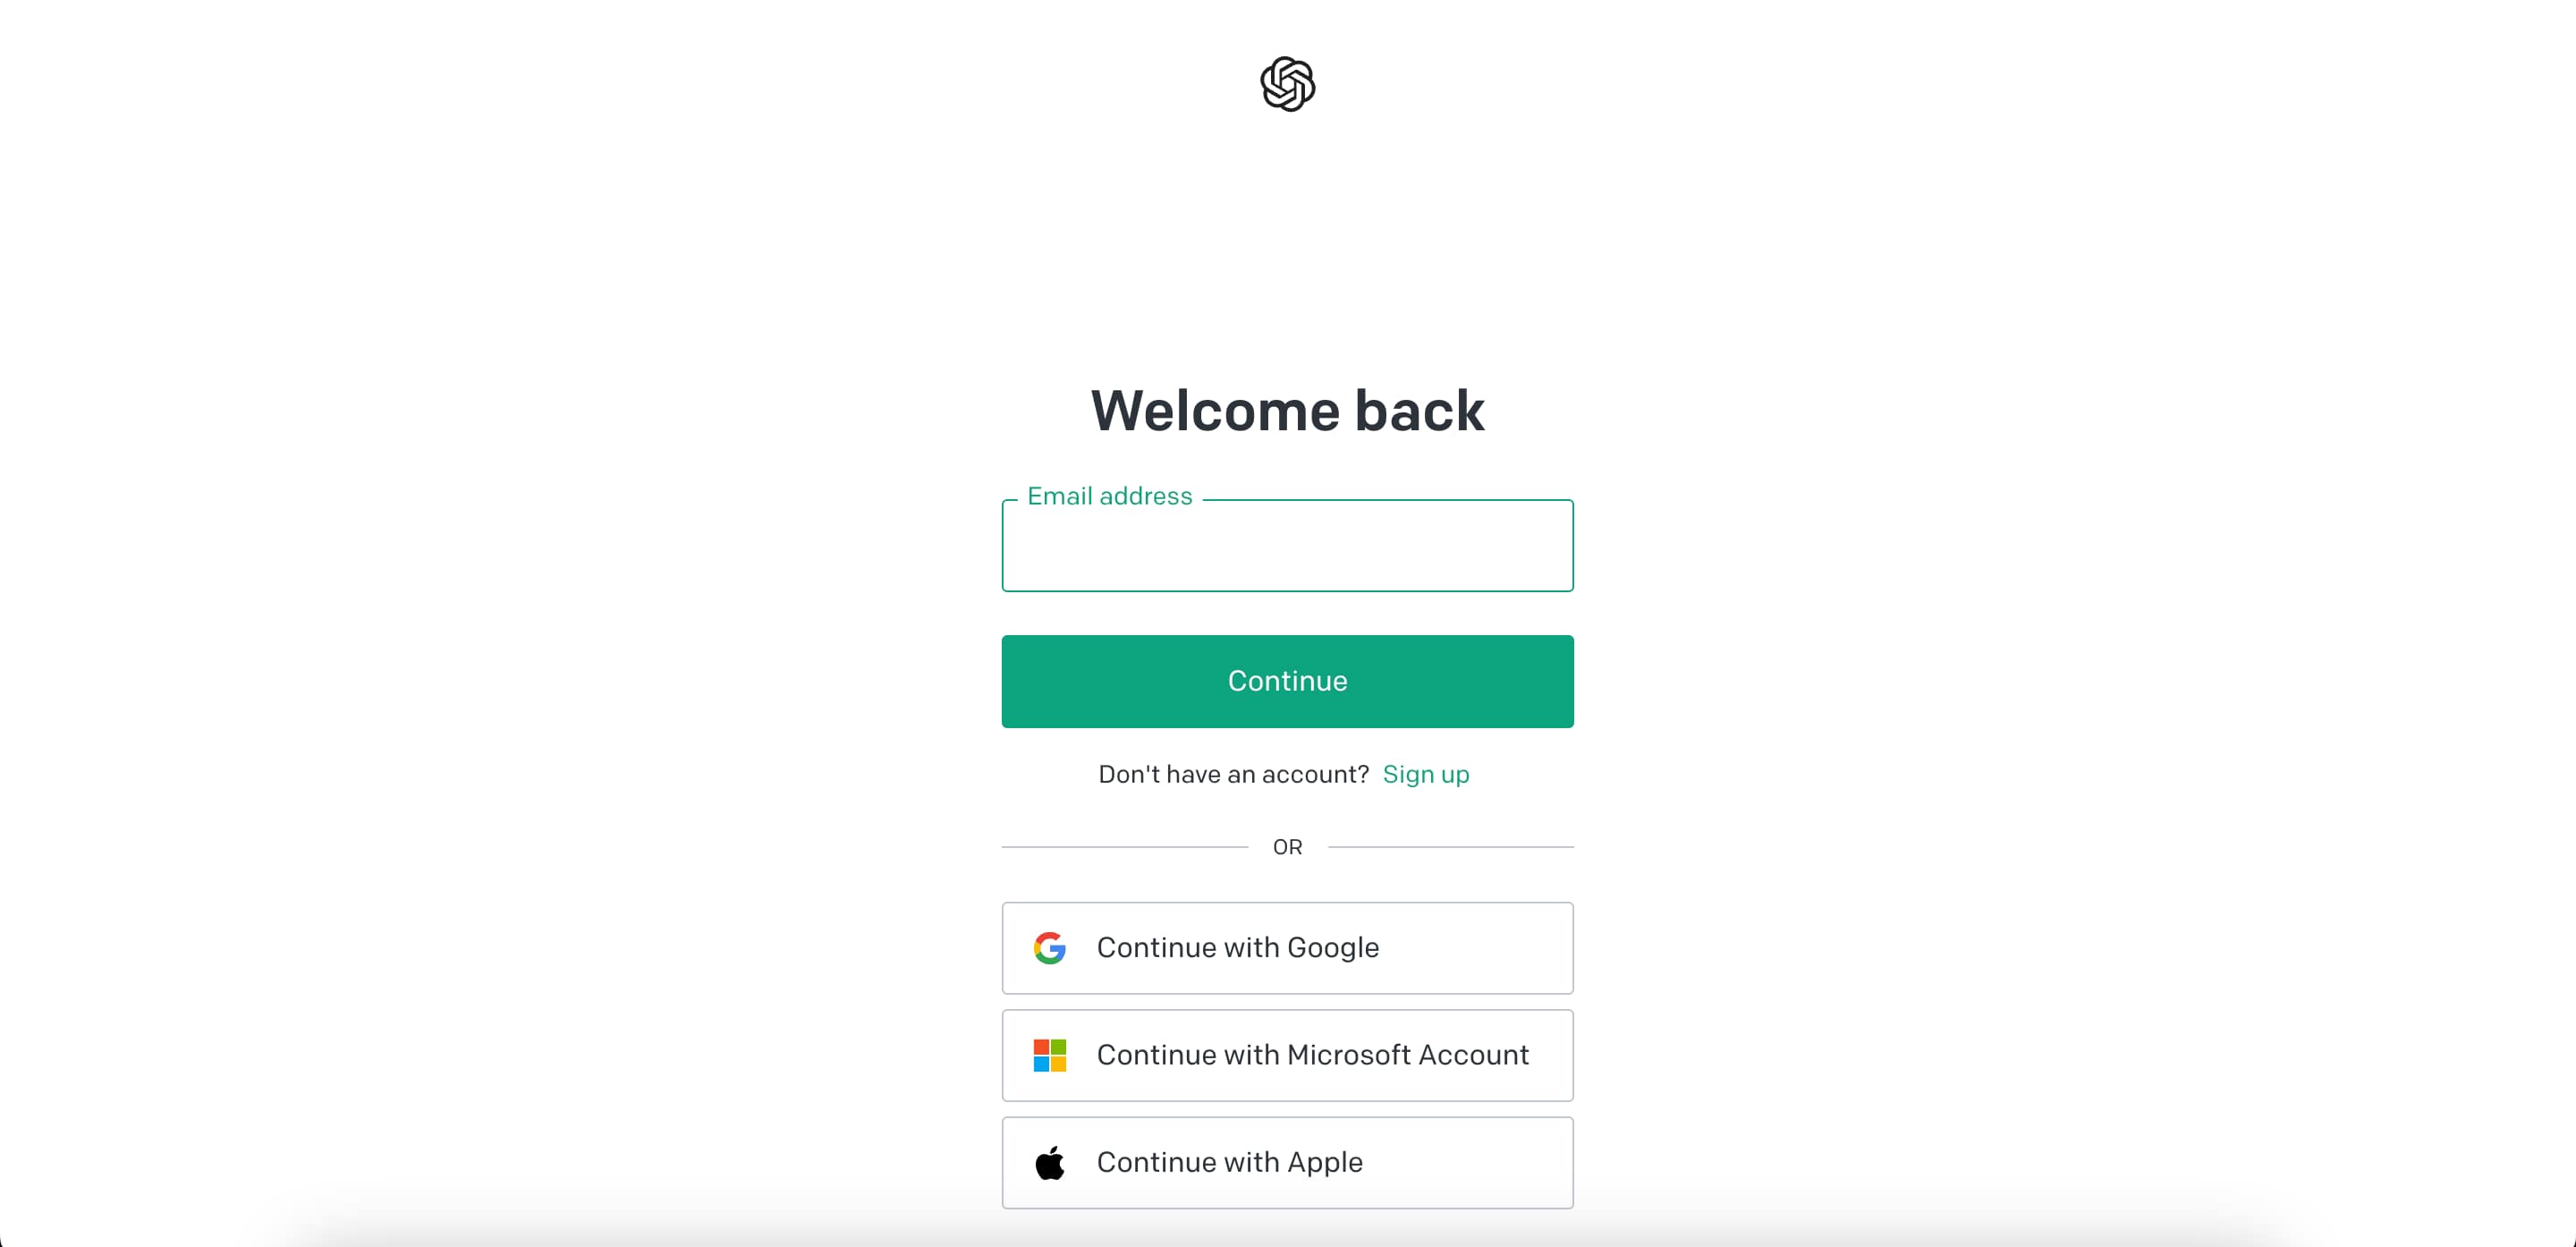 Welcome back
Email address
Continue
Don't have an account? Sign up
OR
Continue with Google
Continue with Microsoft Account
Continue with Apple